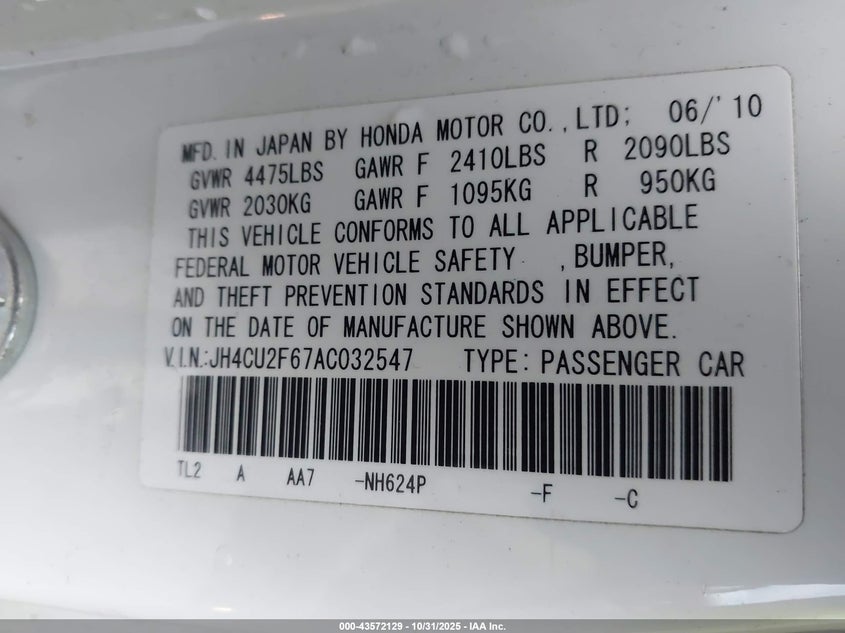 MFD. IN JAPAN BY HONDA MOTOR CO., LTD; 06/'10
GVWR 4475LBS GAWR F 2410LBS R 2090LBS
GVWR 2030KG GAWR F 1095KG R 950KG
THIS VEHICLE CONFORMS TO ALL APPLICABLE
FEDERAL MOTOR VEHICLE SAFETY , BUMPER,
AND THEFT PREVENTION STANDARDS IN EFFECT
ON THE DATE OF MANUFACTURE SHOWN ABOVE.
V.I.N.:JH4CU2F67AC032547 TYPE: PASSENGER CAR
TL2 A AA7 -NH624P -F -C
000-43572129 - 10/31/2025 - IAA Inc.